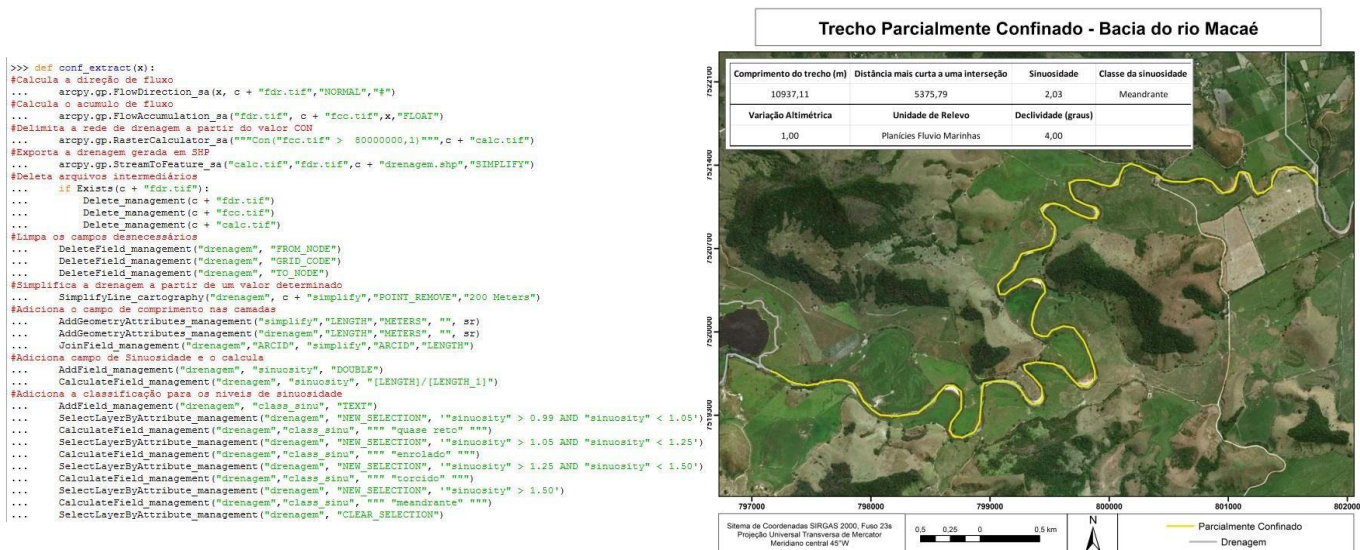 >>> def conf_extract(x):
#Calcula a direção de fluxo
... arcpy.gp.FlowDirection_sa(x, c + "fdr.tif","NORMAL","#")
#Calcula o acumulo de fluxo
... arcpy.gp.FlowAccumulation_sa("fdr.tif", c + "fcc.tif",x,"FLOAT")
#Delimita a rede de drenagem a partir do valor CON
... arcpy.gp.RasterCalculator_sa("""Con("fcc.tif" > 80000000,1)""",c + "calc.tif")
#Exporta a drenagem gerada em SHP
... arcpy.gp.StreamToFeature_sa("calc.tif","fdr.tif",c + "drenagem.shp","SIMPLIFY")
#Deleta arquivos intermediários
... if Exists(c + "fdr.tif"):
... Delete_management(c + "fdr.tif")
... Delete_management(c + "fcc.tif")
... Delete_management(c + "calc.tif")
#Limpa os campos desnecessários
... DeleteField_management("drenagem", "FROM_NODE")
... DeleteField_management("drenagem", "GRID_CODE")
... DeleteField_management("drenagem", "TO_NODE")
#Simplifica a drenagem a partir de um valor determinado
... SimplifyLine_cartography("drenagem", c + "simplify","POINT_REMOVE","200 Meters")
#Adiciona o campo de comprimento nas camadas
... AddGeometryAttributes_management("simplify","LENGTH","METERS", "", sr)
... AddGeometryAttributes_management("drenagem","LENGTH","METERS", "", sr)
... JoinField_management("drenagem","ARCID", "simplify","ARCID","LENGTH")
#Adiciona campo de Sinuosidade e o calcula
... AddField_management("drenagem", "sinuosity", "DOUBLE")
... CalculateField_management("drenagem", "sinuosity", "[LENGTH]/[LENGTH_1]")
#Adiciona a classificação para os niveis de sinuosidade
... AddField_management("drenagem", "class_sinu", "TEXT")
... SelectLayerByAttribute_management("drenagem", "NEW_SELECTION", '"sinuosity" > 0.99 AND "sinuosity" < 1.05')
... CalculateField_management("drenagem","class_sinu", """ "quase reto" """)
... SelectLayerByAttribute_management("drenagem", "NEW_SELECTION", '"sinuosity" > 1.05 AND "sinuosity" < 1.25')
... CalculateField_management("drenagem","class_sinu", """ "enrolado" """)
... SelectLayerByAttribute_management("drenagem", "NEW_SELECTION", '"sinuosity" > 1.25 AND "sinuosity" < 1.50')
... CalculateField_management("drenagem","class_sinu", """ "torcido" """)
... SelectLayerByAttribute_management("drenagem", "NEW_SELECTION", '"sinuosity" > 1.50')
... CalculateField_management("drenagem","class_sinu", """ "meandrante" """)
... SelectLayerByAttribute_management("drenagem", "CLEAR_SELECTION")
Trecho Parcialmente Confinado - Bacia do rio Macaé
Comprimento do trecho (m) Distância mais curta a uma interseção Sinuosidade Classe da sinuosidade
10937,11 5375,79 2,03 Meandrante
Variação Altimétrica Unidade de Relevo Declividade (graus)
1,00 Planícies Fluvio Marinhas 4,00
7522100
7521400
7520700
7520000
7519300
797000 798000 799000 800000 801000 802000
Sitema de Coordenadas SIRGAS 2000, Fuso 23s
Projeção Universal Transversa de Mercator
Meridiano central 45°W
0,5 0,25 0 0,5 km
N
Parcialmente Confinado
Drenagem